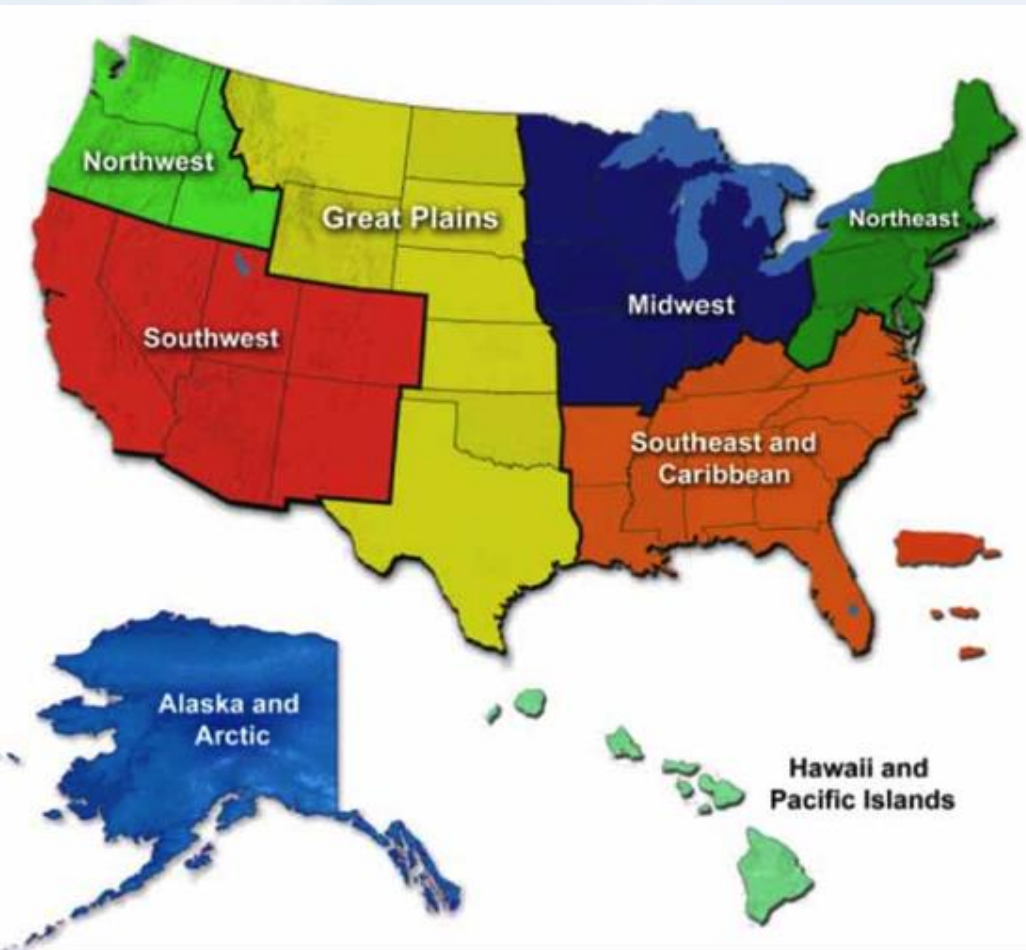 Northwest
Great Plains
Northeast
Midwest
Southwest
Southeast and
Caribbean
Alaska and
Arctic
Hawaii and
Pacific Islands